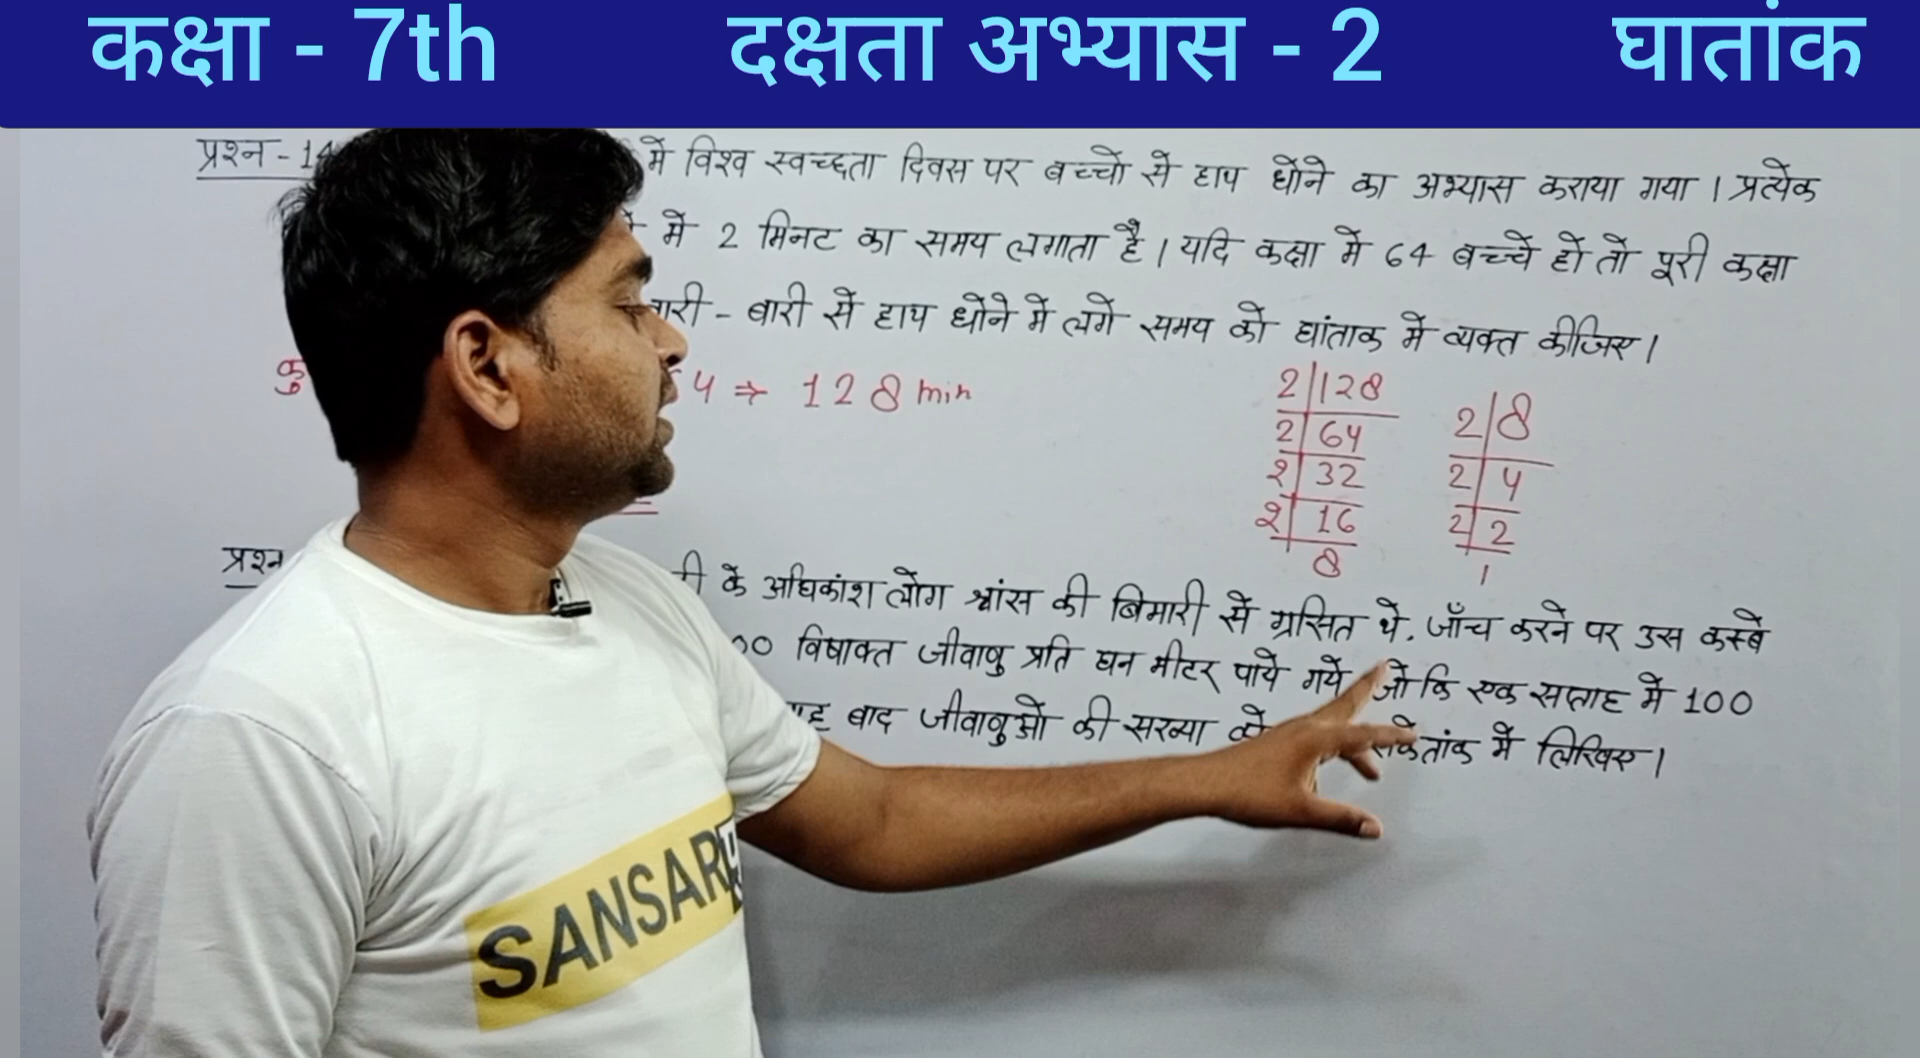 कक्षा - 7th दक्षता अभ्यास - 2 घातांक
प्रश्न - 14 में विश्व स्वच्छता दिवस पर बच्चो से हाथ धोने का अभ्यास कराया गया । प्रत्येक
में 2 मिनट का समय लगाता है । यदि कक्षा में 64 बच्चे हो तो पूरी कक्षा
बारी - बारी से हाथ धोने में लगे समय को घांताक में व्यक्त कीजिए ।
4 ⇒ 128 min
2 128
2 64
2 32
2 16
8
2 8
2 4
2 2
1
प्रश्न के अधिकांश लोग श्वांस की बिमारी से ग्रसित थे . जाँच करने पर उस कस्बे
00 विषाक्त जीवाणु प्रति घन मीटर पाये गये जो कि एक सप्ताह में 100
बाद जीवाणुओ की संख्या को में लिखिए ।
SANSAR